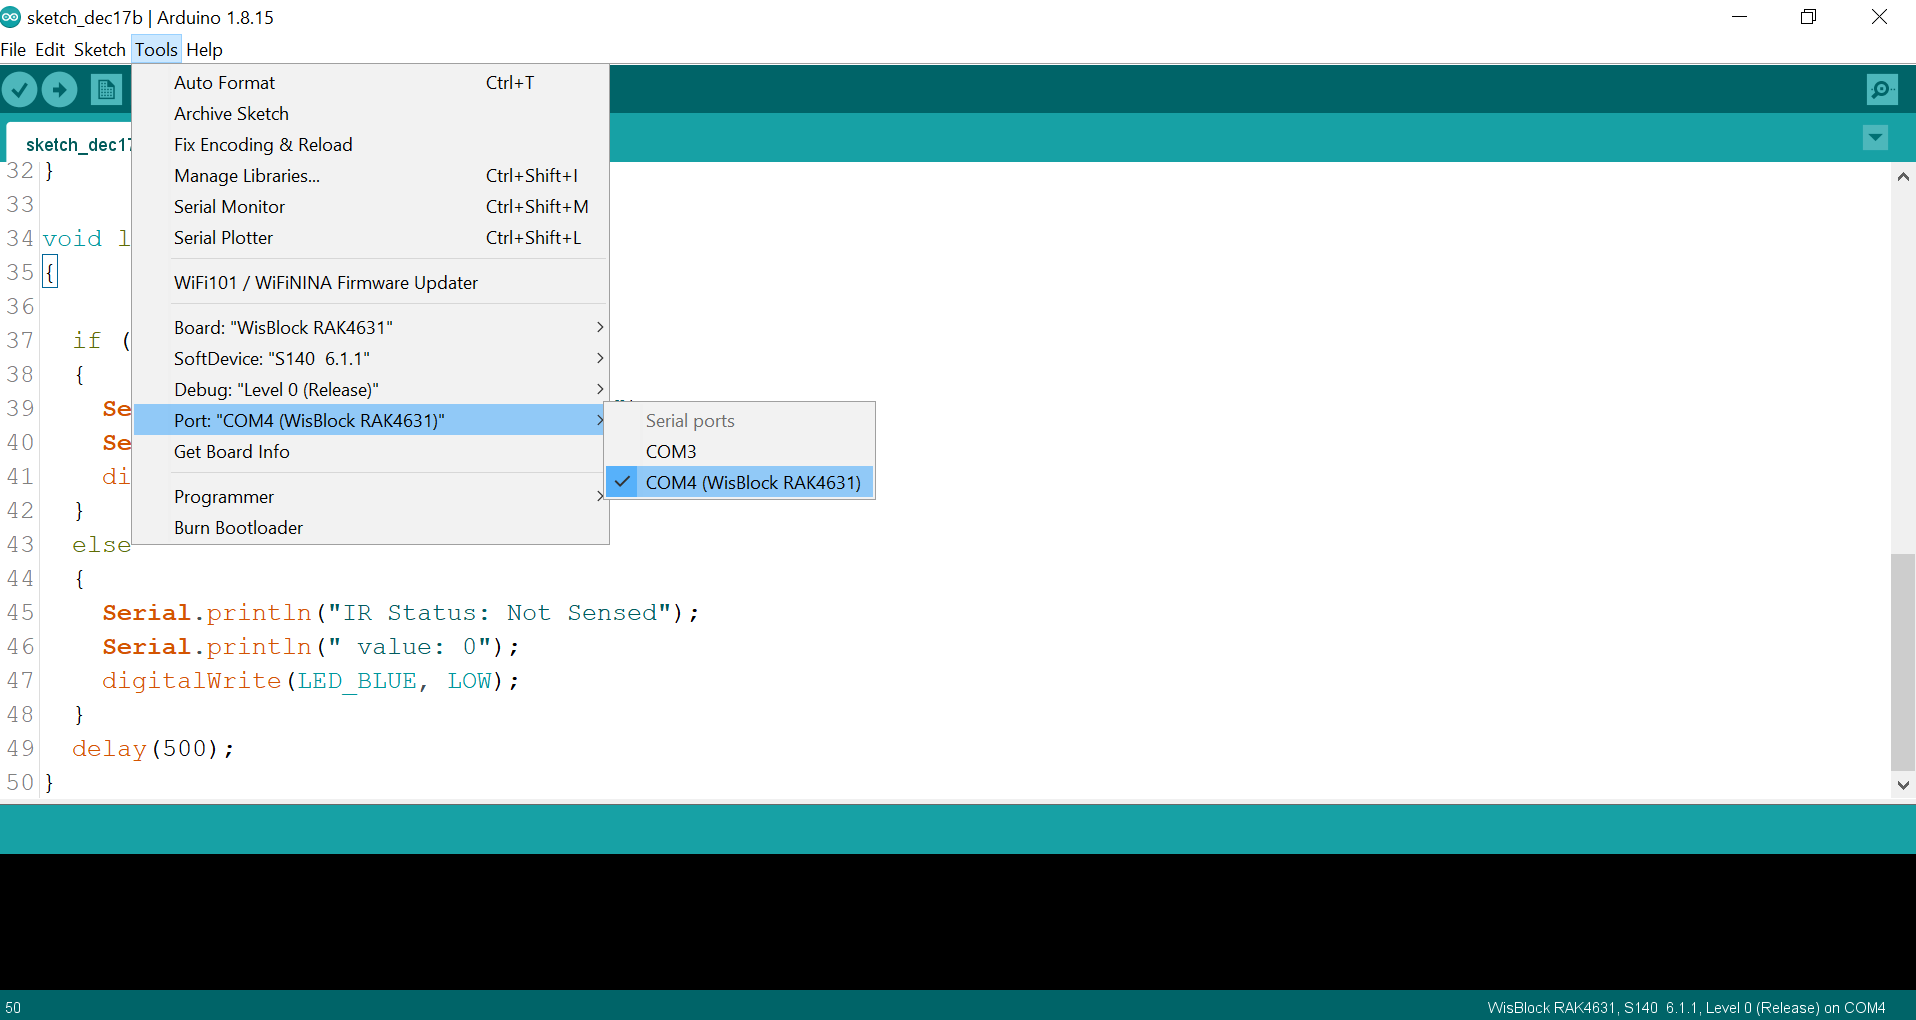 sketch_dec17b | Arduino 1.8.15
File Edit Sketch Tools Help
Auto Format Ctrl+T
Archive Sketch
Fix Encoding & Reload
Manage Libraries... Ctrl+Shift+I
Serial Monitor Ctrl+Shift+M
Serial Plotter Ctrl+Shift+L
WiFi101 / WiFiNINA Firmware Updater
Board: "WisBlock RAK4631"
SoftDevice: "S140  6.1.1"
Debug: "Level 0 (Release)"
Port: "COM4 (WisBlock RAK4631)"
Get Board Info
Programmer
Burn Bootloader
Serial ports
COM3
COM4 (WisBlock RAK4631)
sketch_dec17
32 }
33
34 void l
35 {
36
37 if (
38 {
39 Se
40 Se
41 di
42 }
43 else
44 {
45 Serial.println("IR Status: Not Sensed");
46 Serial.println(" value: 0");
47 digitalWrite(LED_BLUE, LOW);
48 }
49 delay(500);
50 }
50
WisBlock RAK4631, S140  6.1.1, Level 0 (Release) on COM4